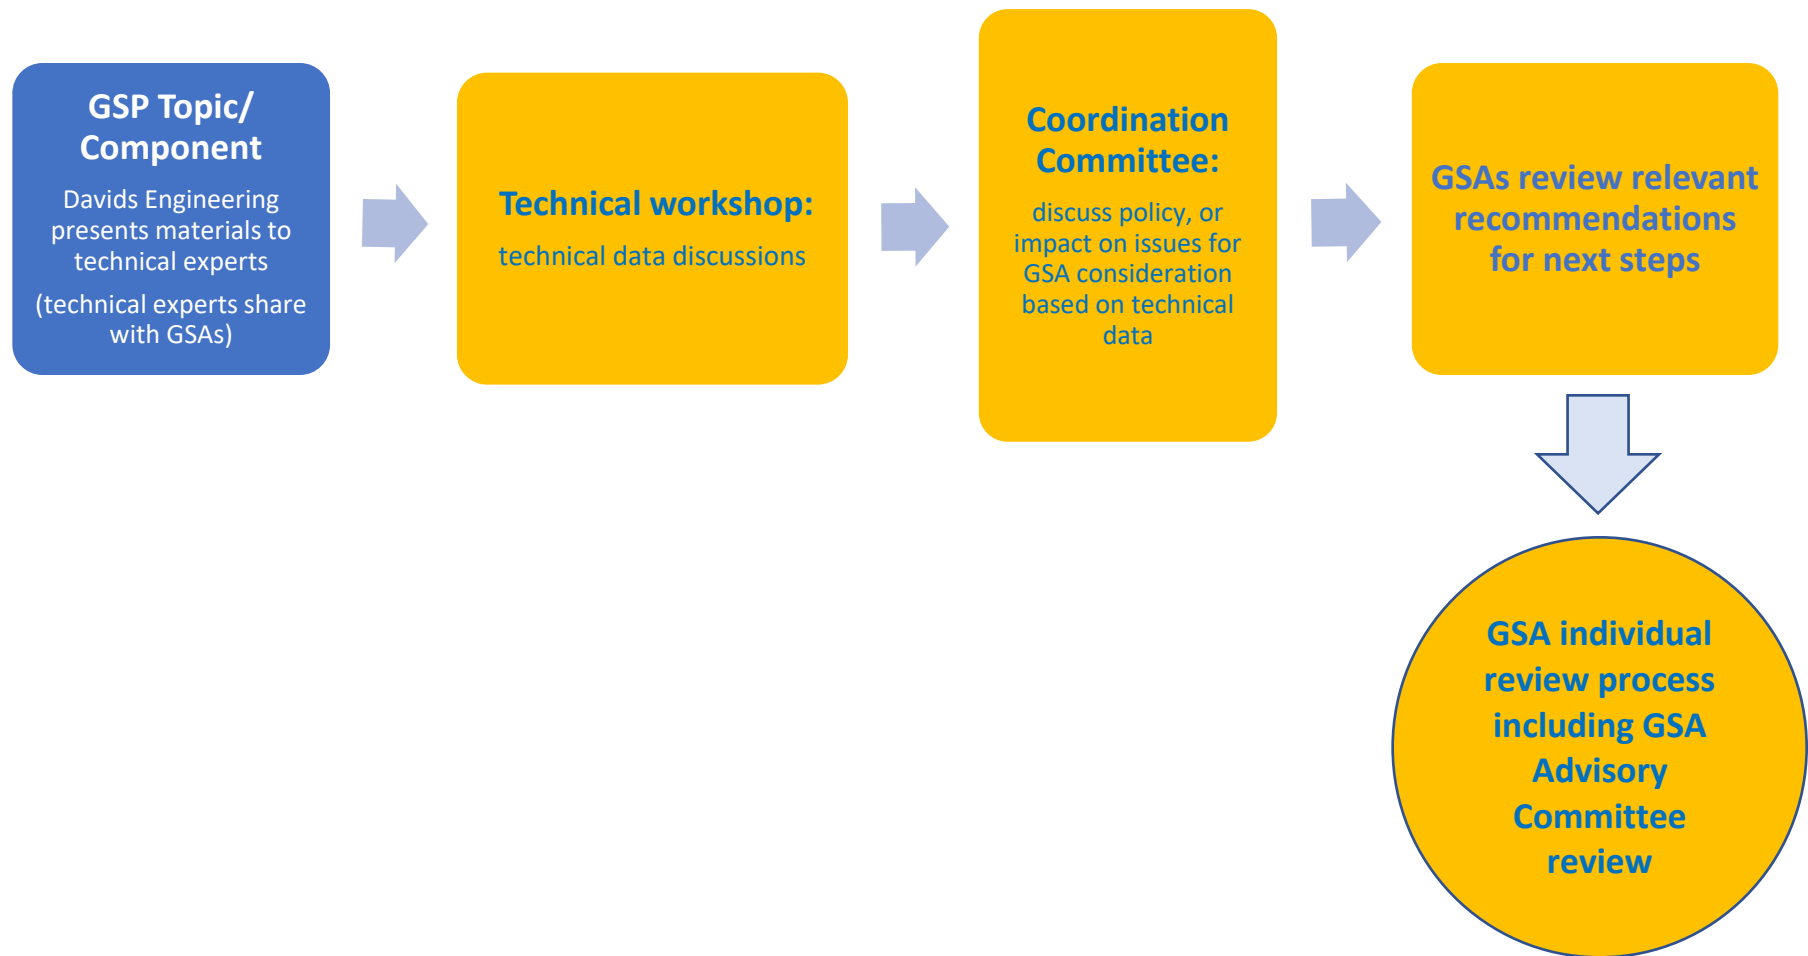 GSP Topic/
Component
Davids Engineering
presents materials to
technical experts
(technical experts share
with GSAs)
Technical workshop:
technical data discussions
Coordination
Committee:
discuss policy, or
impact on issues for
GSA consideration
based on technical
data
GSAs review relevant
recommendations
for next steps
GSA individual
review process
including GSA
Advisory
Committee
review